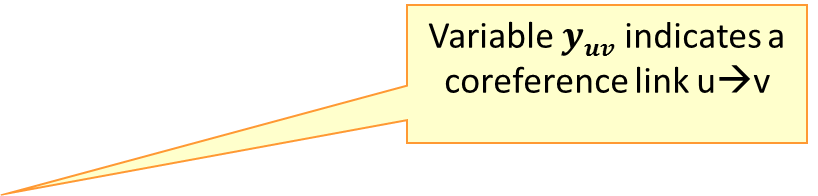 Variable y_uv indicates a
coreference link u→v